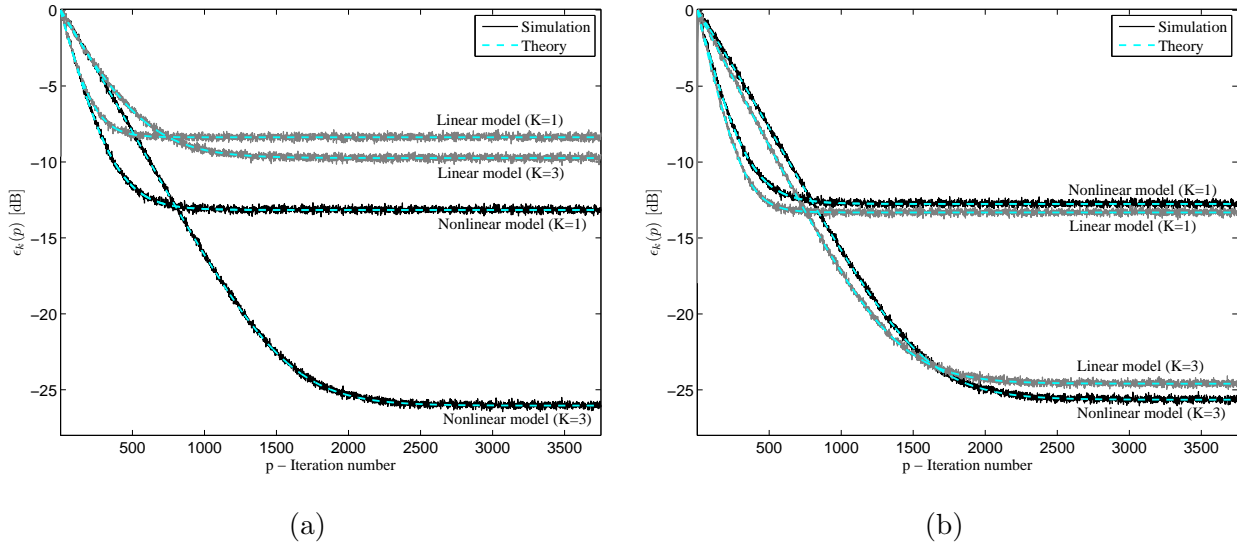 0
−5
−10
−15
−20
−25
500 1000 1500 2000 2500 3000 3500
p − Iteration number
ϵk(p) [dB]
Simulation
Theory
Linear model (K=1)
Linear model (K=3)
Nonlinear model (K=1)
Nonlinear model (K=3)
(a)
0
−5
−10
−15
−20
−25
500 1000 1500 2000 2500 3000 3500
p − Iteration number
ϵk(p) [dB]
Simulation
Theory
Nonlinear model (K=1)
Linear model (K=1)
Linear model (K=3)
Nonlinear model (K=3)
(b)